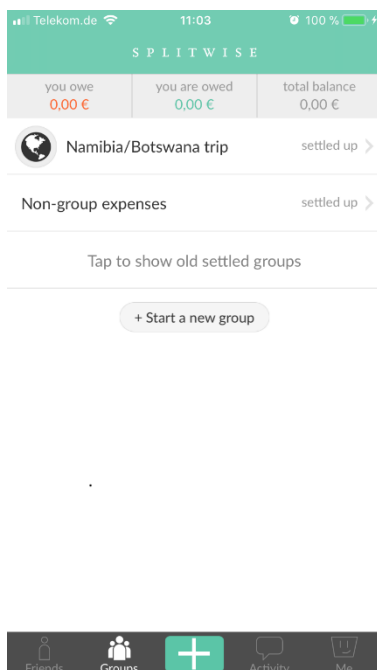 Telekom.de 11:03 100 %
SPLITWISE
you owe you are owed total balance
0,00 € 0,00 € 0,00 €
Namibia/Botswana trip settled up
Non-group expenses settled up
Tap to show old settled groups
+ Start a new group
Friends Groups Activity Me